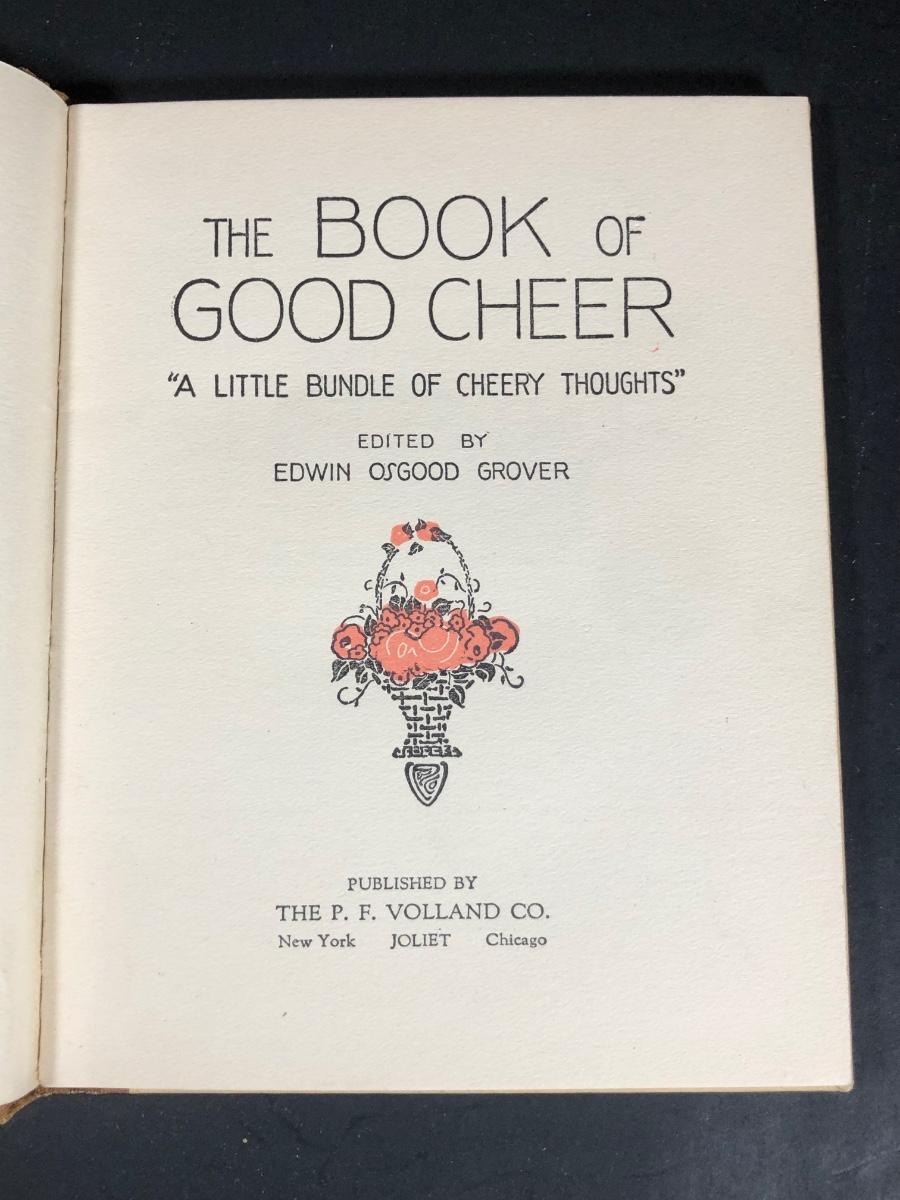 THE BOOK OF
GOOD CHEER
"A LITTLE BUNDLE OF CHEERY THOUGHTS"
EDITED BY
EDWIN OSGOOD GROVER
PUBLISHED BY
THE P. F. VOLLAND CO.
New York JOLIET Chicago